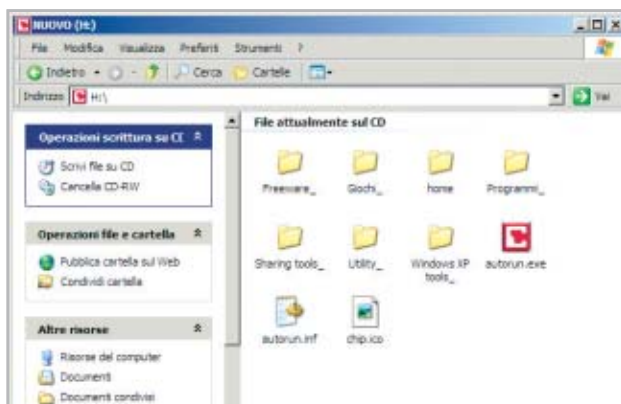 NUOVO (H:)
File Modifica Visualizza Preferiti Strumenti ?
Indietro Cerca Cartelle
Indirizzo H:\ Vai
Operazioni scrittura su CD
Scrivi file su CD
Cancella CD-RW
Operazioni file e cartella
Pubblica cartella sul Web
Condividi cartella
Altre risorse
Risorse del computer
Documenti
Documenti condivisi
File attualmente sul CD
Freeware_ Giochi_ home Programmi_
Sharing tools_ Utility_ Windows XP tools_ autorun.exe
autorun.inf chip.ico